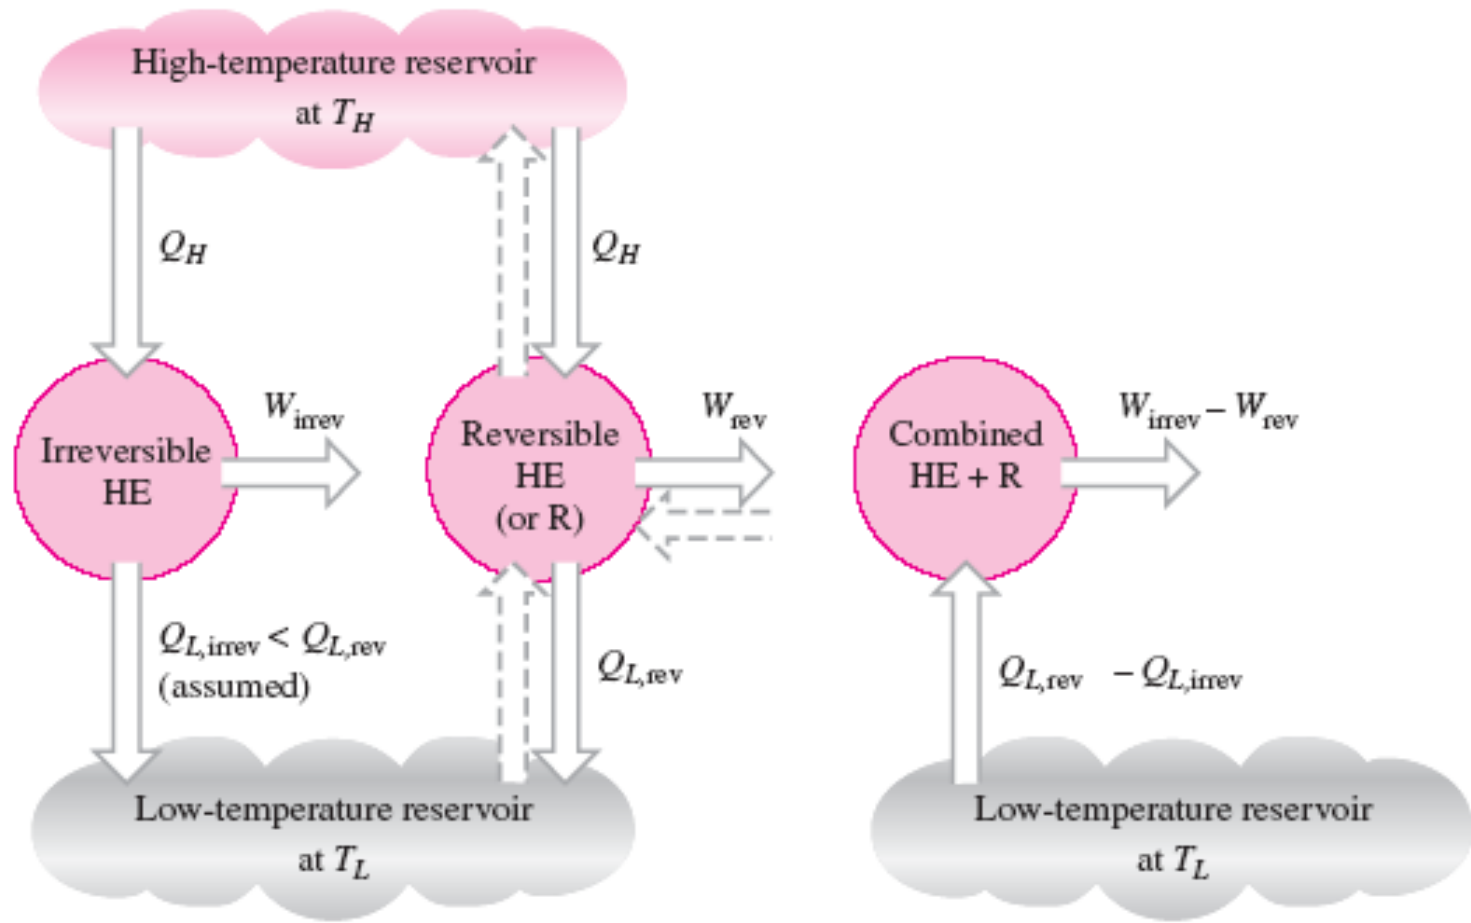 High-temperature reservoir
at T_H
Q_H
Q_H
Irreversible
HE
W_irrev
Reversible
HE
(or R)
W_rev
Combined
HE + R
W_irrev – W_rev
Q_L,irrev < Q_L,rev
(assumed)
Q_L,rev
Q_L,rev – Q_L,irrev
Low-temperature reservoir
at T_L
Low-temperature reservoir
at T_L